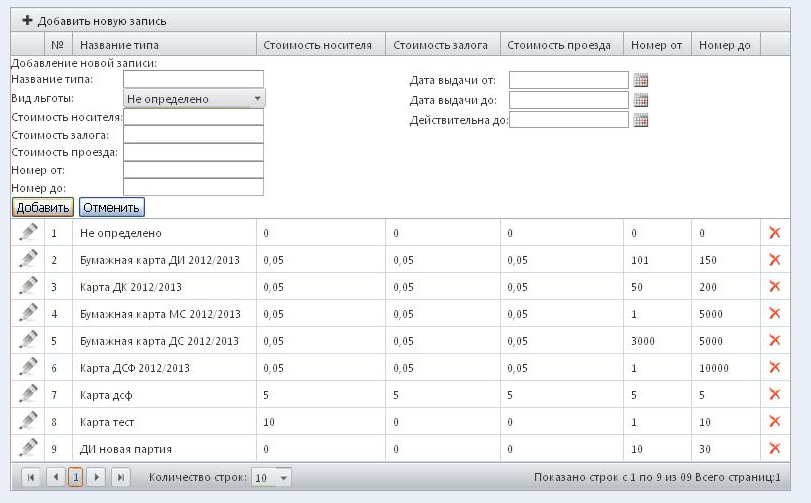 Добавить новую запись
№ Название типа Стоимость носителя Стоимость залога Стоимость проезда Номер от Номер до
Добавление новой записи:
Название типа:
Вид льготы: Не определено
Стоимость носителя:
Стоимость залога:
Стоимость проезда:
Номер от:
Номер до:
Дата выдачи от:
Дата выдачи до:
Действительна до:
Добавить Отменить
1 Не определено 0 0 0 0 0
2 Бумажная карта ДИ 2012/2013 0,05 0,05 0,05 101 150
3 Карта ДК 2012/2013 0,05 0,05 0,05 50 200
4 Бумажная карта МС 2012/2013 0,05 0,05 0,05 1 5000
5 Бумажная карта ДС 2012/2013 0,05 0,05 0,05 3000 5000
6 Карта ДСФ 2012/2013 0,05 0,05 0,05 1 10000
7 Карта дсф 5 5 5 5 5
8 Карта тест 10 0 0 1 10
9 ДИ новая партия 0 0 0 10 30
1 Количество строк: 10 Показано строк с 1 по 9 из 09 Всего страниц:1